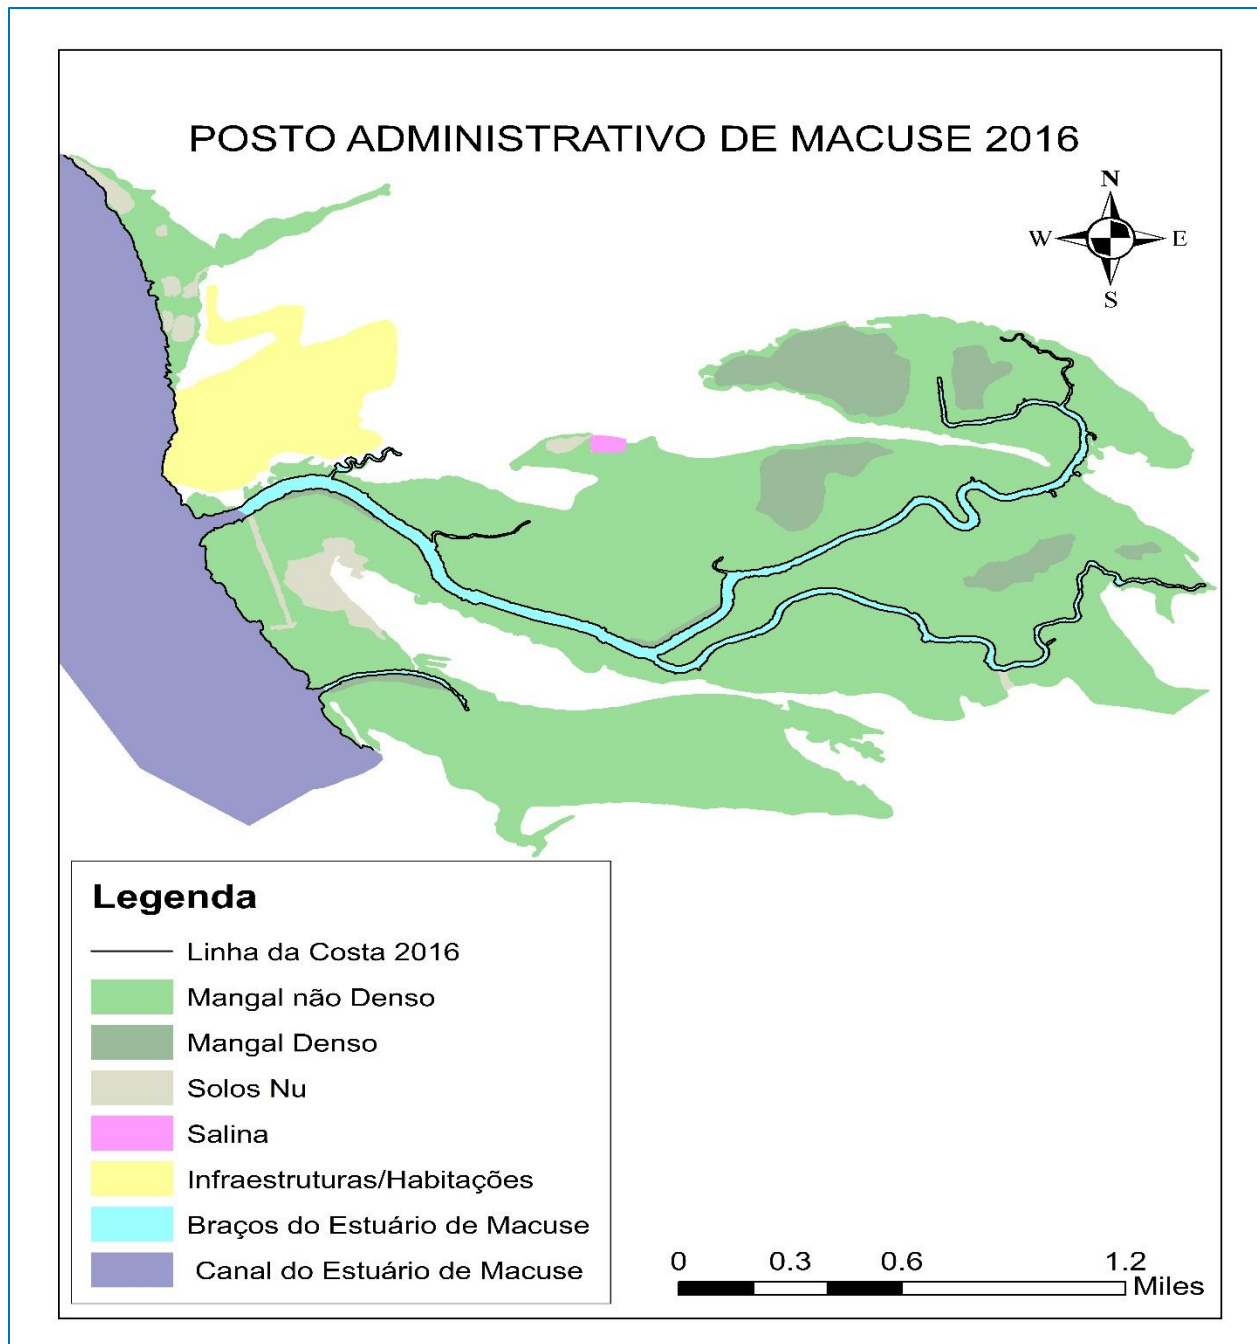 POSTO ADMINISTRATIVO DE MACUSE 2016
N
W E
S
Legenda
Linha da Costa 2016
Mangal não Denso
Mangal Denso
Solos Nu
Salina
Infraestruturas/Habitações
Braços do Estuário de Macuse
Canal do Estuário de Macuse
0 0.3 0.6 1.2
Miles